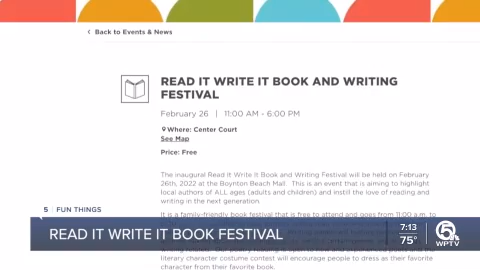 < Back to Events & News
READ IT WRITE IT BOOK AND WRITING
FESTIVAL
February 26 | 11:00 AM - 6:00 PM
Where: Center Court
See Map
Price: Free
The inaugural Read It Write It Book and Writing Festival will be held on February
26th, 2022 at the Boynton Beach Mall. This is an event that is aiming to highlight
local authors of ALL ages (adults and children) and instill the love of reading and
writing in the next generation.
It is a family-friendly book festival that is free to attend and goes from 11:00 a.m. to
5 | FUN THINGS
READ IT WRITE IT BOOK FESTIVAL
7:13
75°
5
WPTV
literary character costume contest will encourage people to dress as their favorite
character from their favorite book.